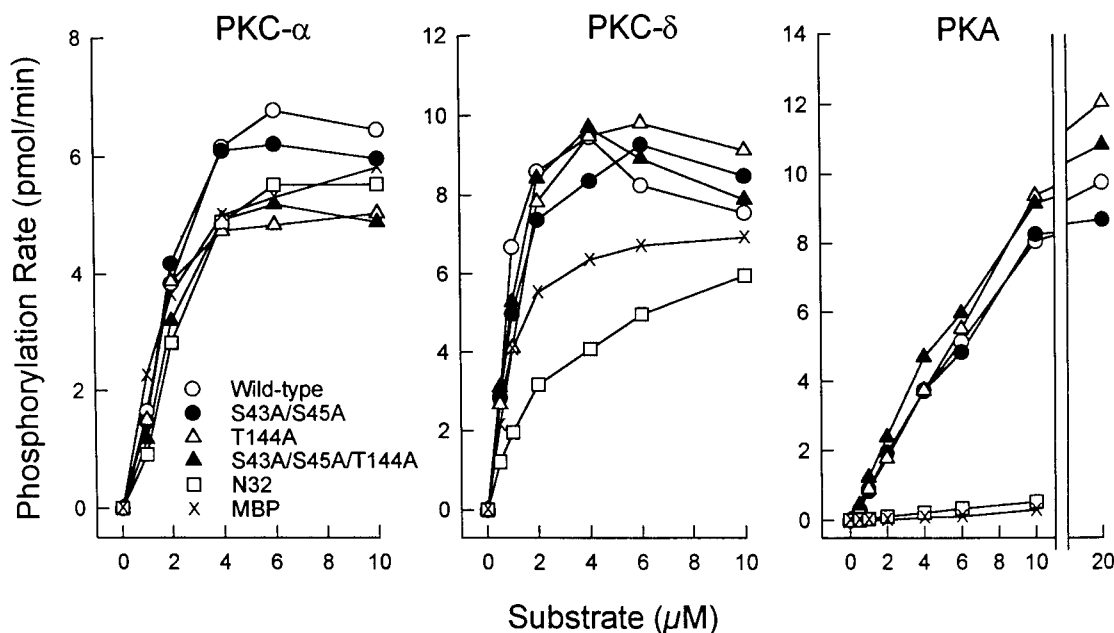 PKC-α
PKC-δ
PKA
Phosphorylation Rate (pmol/min)
8
6
4
2
0
12
10
8
6
4
2
0
14
12
10
8
6
4
2
0
Wild-type
S43A/S45A
T144A
S43A/S45A/T144A
N32
MBP
0 2 4 6 8 10
0 2 4 6 8 10
0 2 4 6 8 10 20
Substrate (µM)